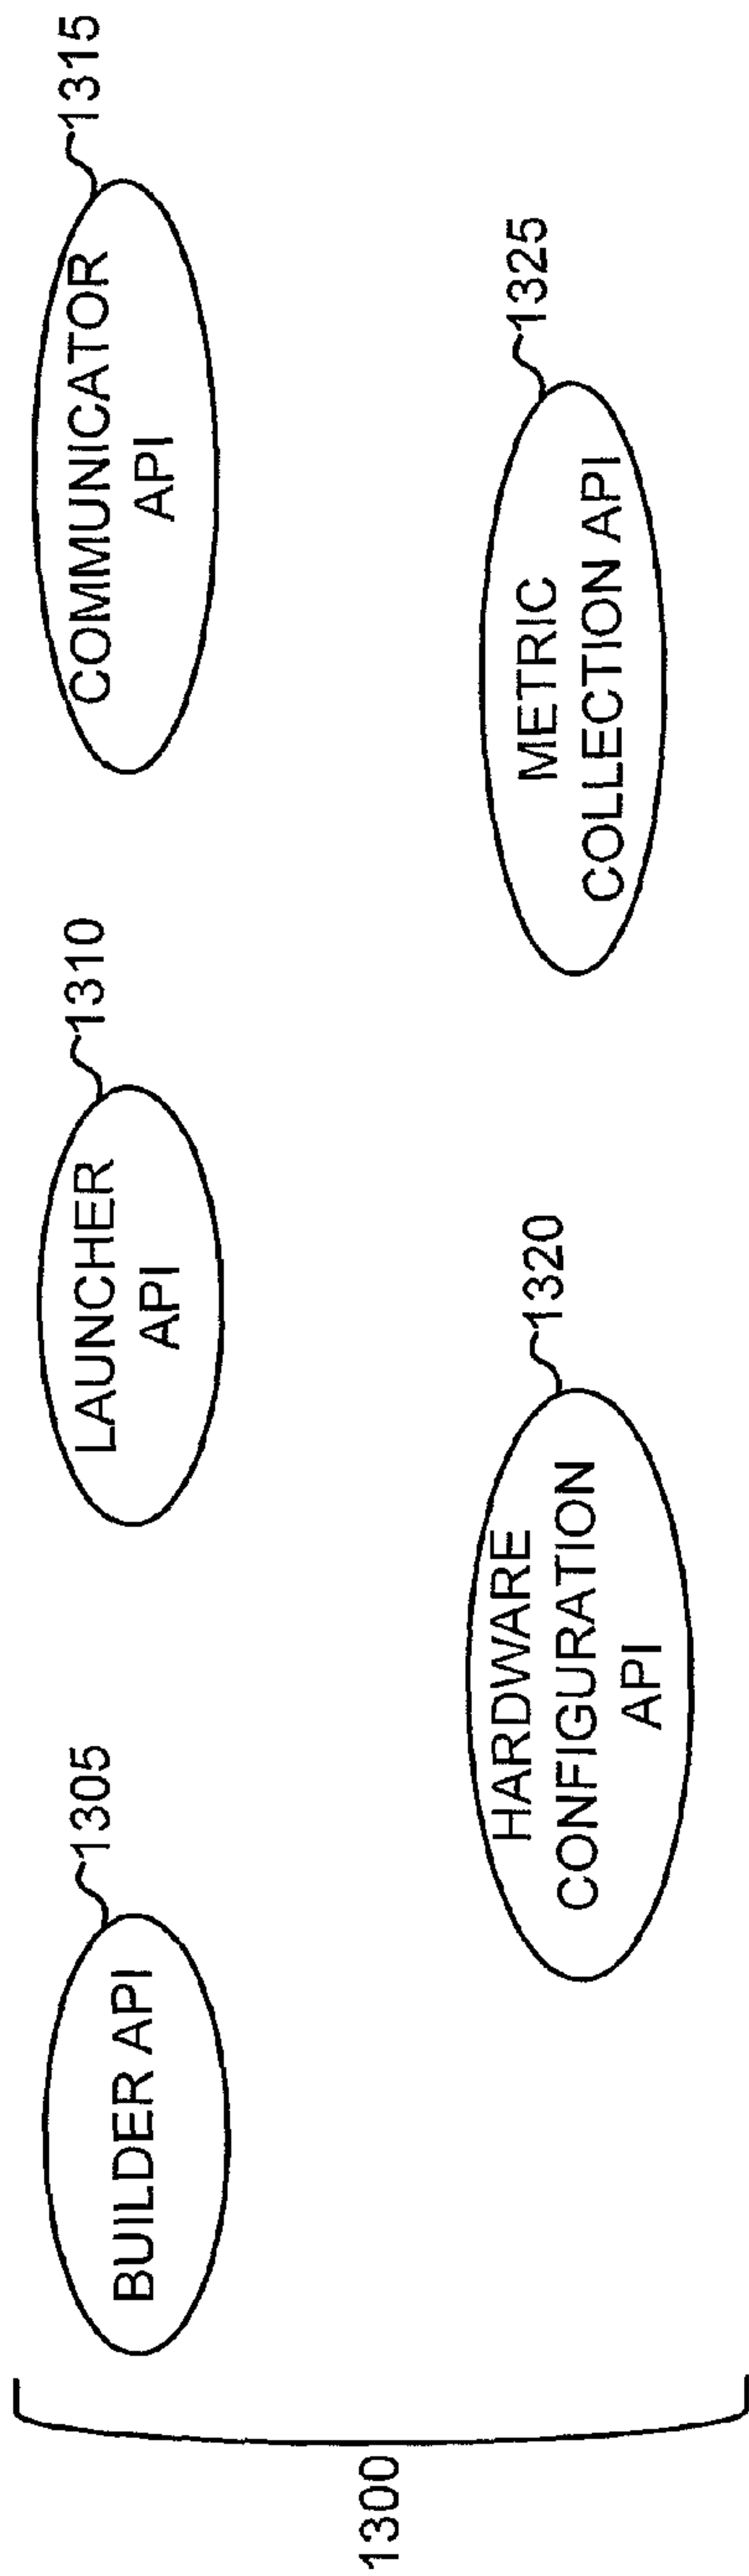 1300
BUILDER API
1305
LAUNCHER
API
1310
COMMUNICATOR
API
1315
HARDWARE
CONFIGURATION
API
1320
METRIC
COLLECTION API
1325